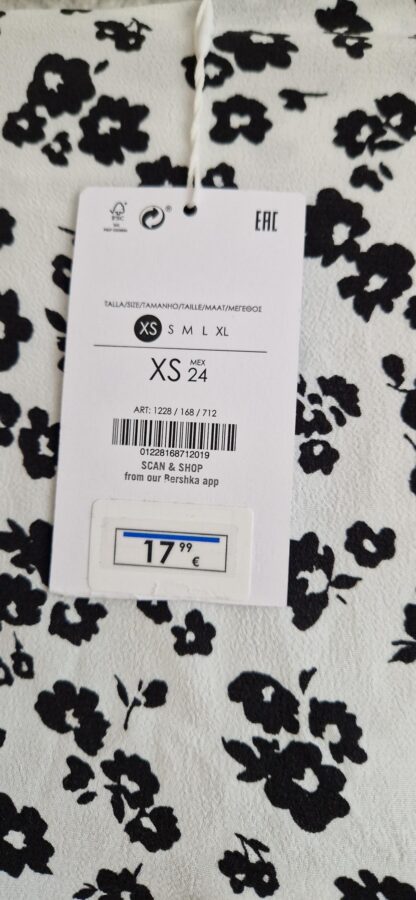 FSC
EAC
TALLA/SIZE/TAMANHO/TAILLE/MAAT/ΜΕΓΕΘΟΣ
XS S M L XL
XS MEX 24
ART: 1228 / 168 / 712
01228168712019
SCAN & SHOP
from our Bershka app
17 99 €